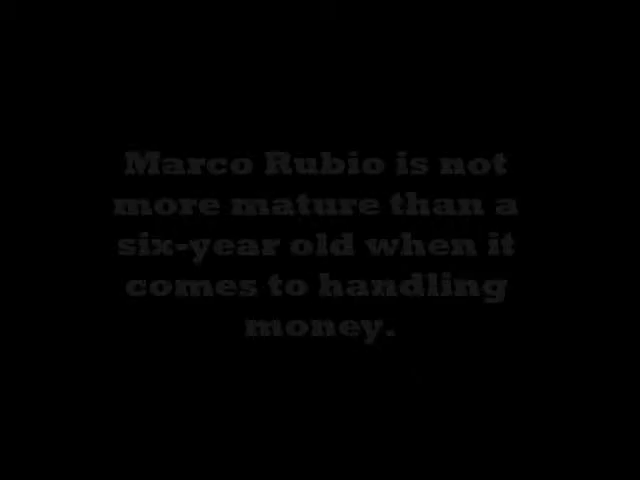 Marco Rubio is not
more mature than a
six-year old when it
comes to handling
money.